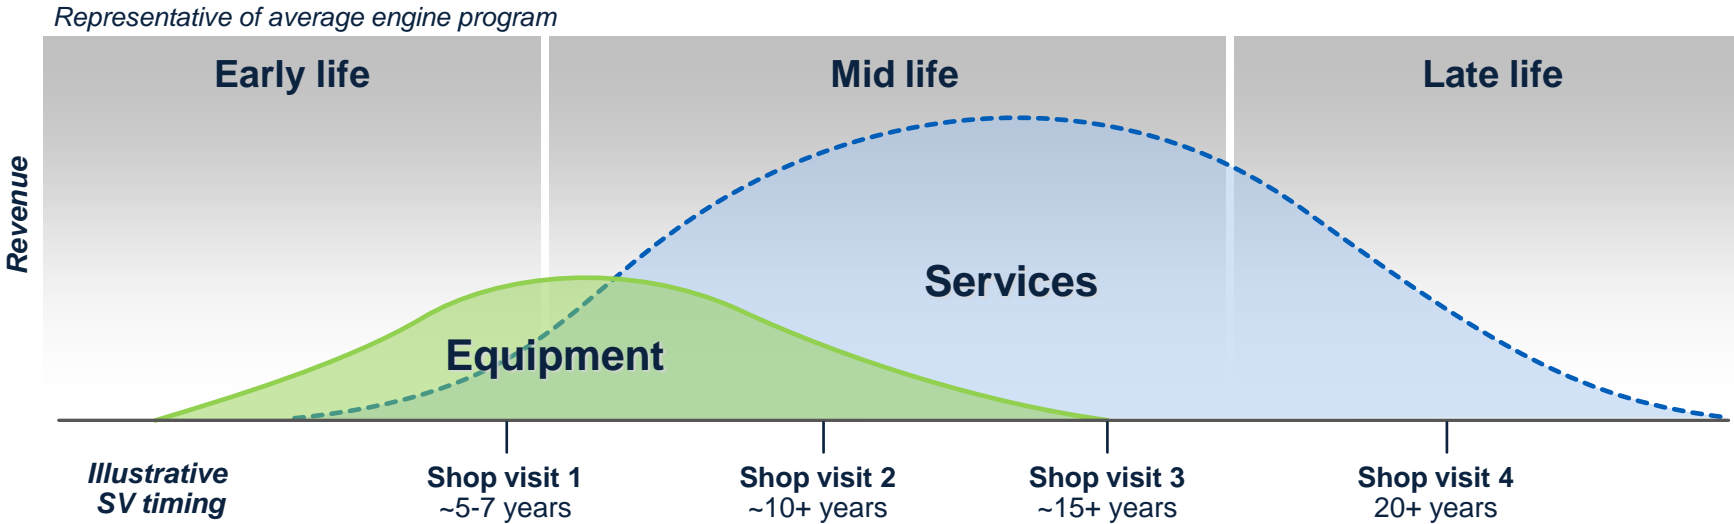 Representative of average engine program
Early life
Mid life
Late life
Revenue
Services
Equipment
Illustrative
SV timing
Shop visit 1
~5-7 years
Shop visit 2
~10+ years
Shop visit 3
~15+ years
Shop visit 4
20+ years